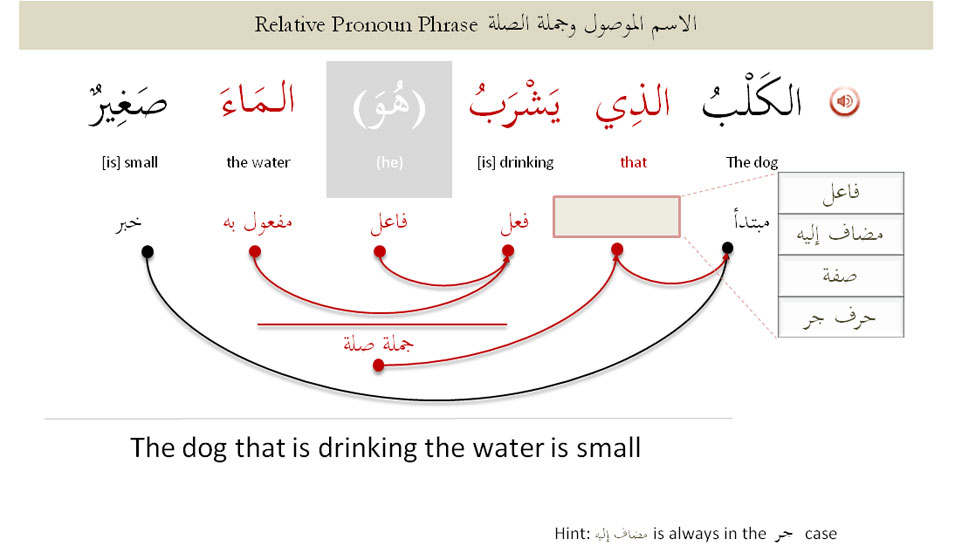 Relative Pronoun Phrase الاسم الموصول وجملة الصلة
الكَلْبُ الذِي يَشْرَبُ (هُوَ) المَاءَ صَغِيرٌ
[is] small the water (he) [is] drinking that The dog
مبتدأ فعل فاعل مفعول به خبر
فاعل
مضاف إليه
صفة
حرف جر
جملة صلة
The dog that is drinking the water is small
Hint: مضاف إليه is always in the جر case